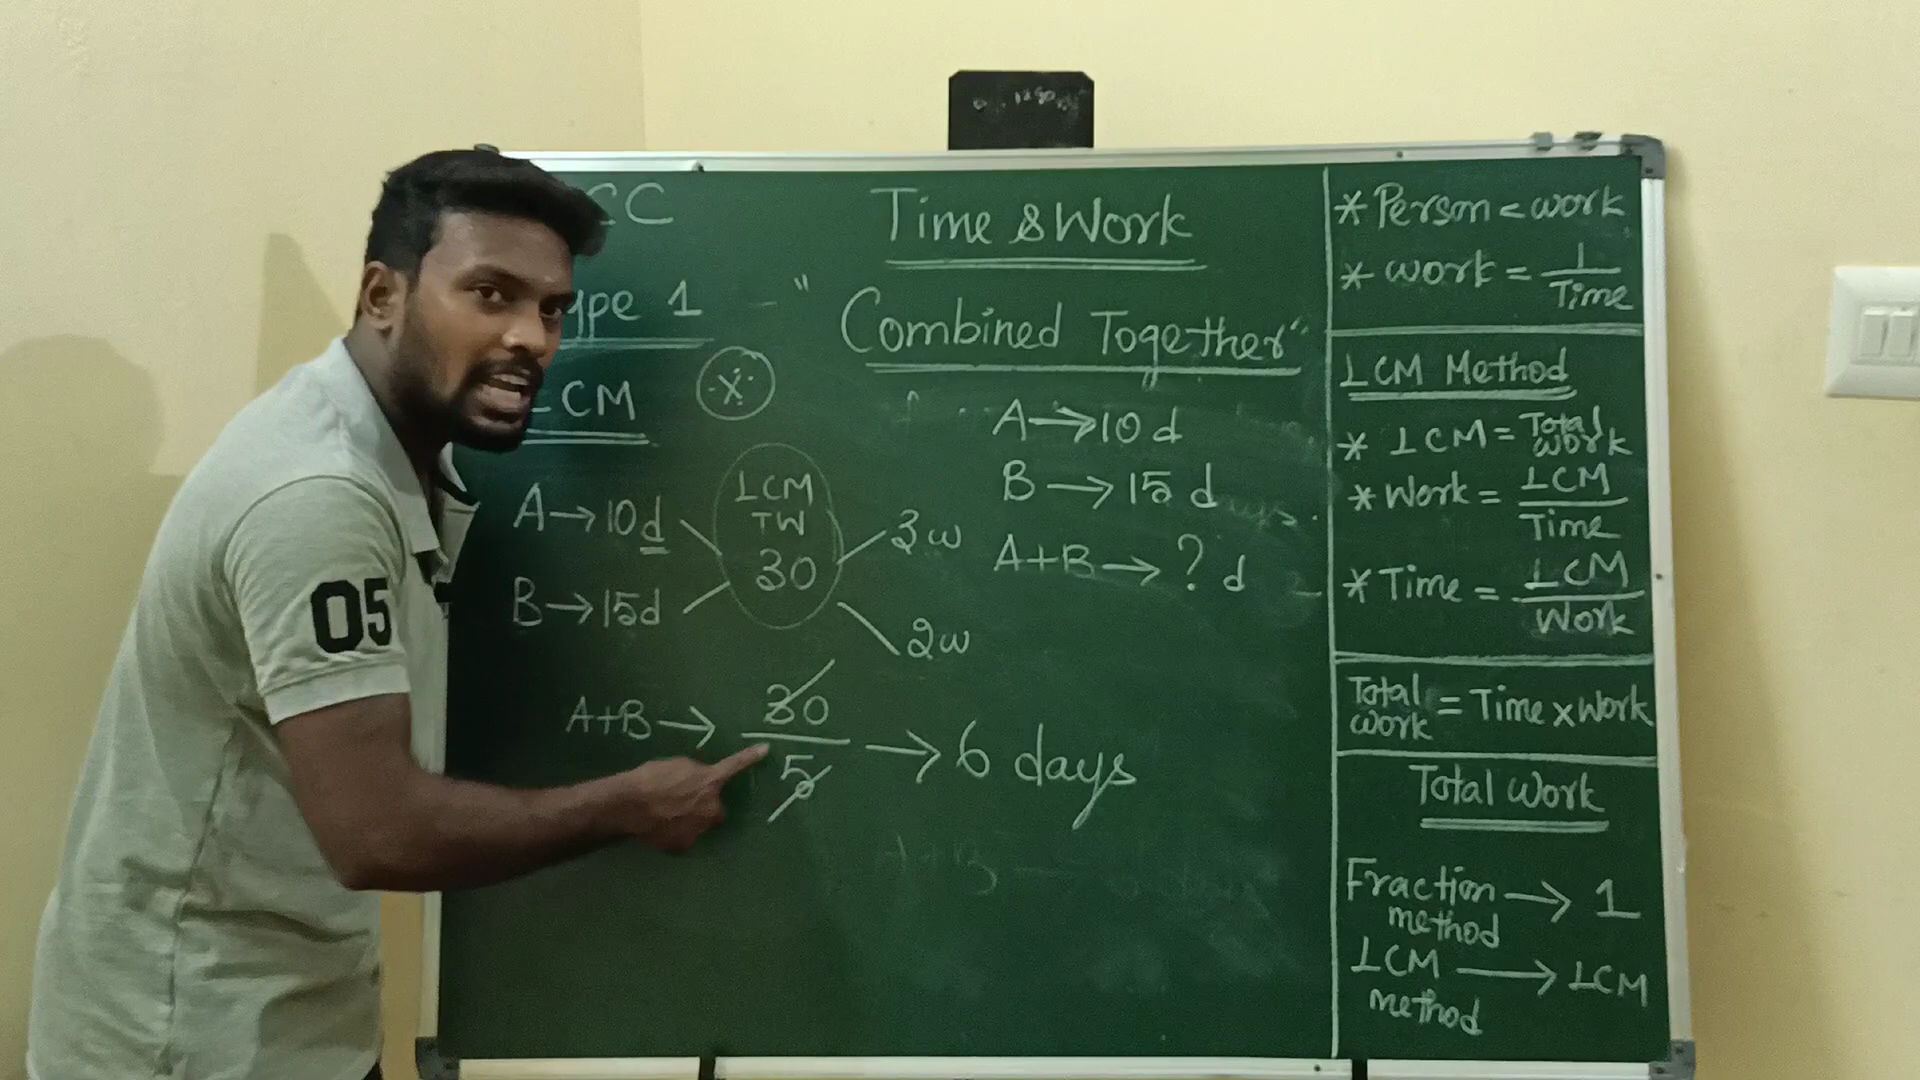 CC
Time & Work
ype 1 - "Combined Together"
CM
X
A → 10 d
B → 15 d
A+B → ? d
A → 10 d
B → 15 d
LCM
TW
30
3w
2w
A+B → 30/5 → 6 days
* Person < work
* work = 1/Time
LCM Method
* LCM = Total work
* Work = LCM/Time
* Time = LCM/Work
Total work = Time x work
Total Work
Fraction method → 1
LCM method → LCM
05